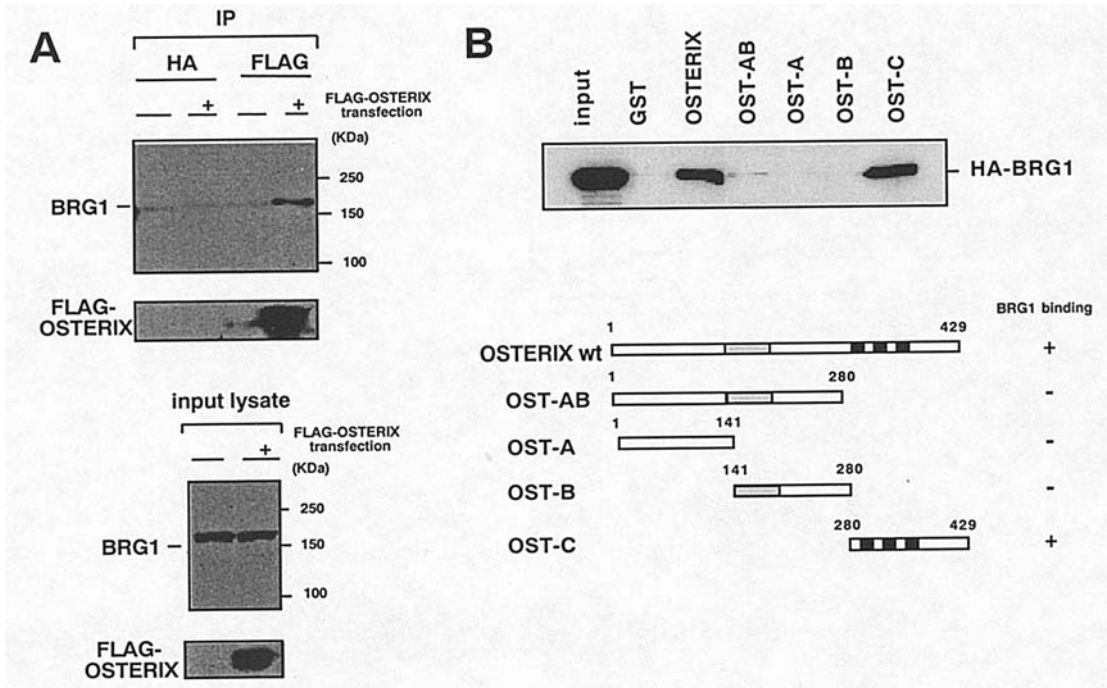 A
IP
HA FLAG
— + — + FLAG-OSTERIX transfection
(KDa)
250
BRG1 –
150
100
FLAG-OSTERIX
input lysate
— + FLAG-OSTERIX transfection
(KDa)
250
BRG1 –
150
100
FLAG-OSTERIX
B
input GST OSTERIX OST-AB OST-A OST-B OST-C
– HA-BRG1
BRG1 binding
1 429
OSTERIX wt +
1 280
OST-AB -
1 141
OST-A -
141 280
OST-B -
280 429
OST-C +